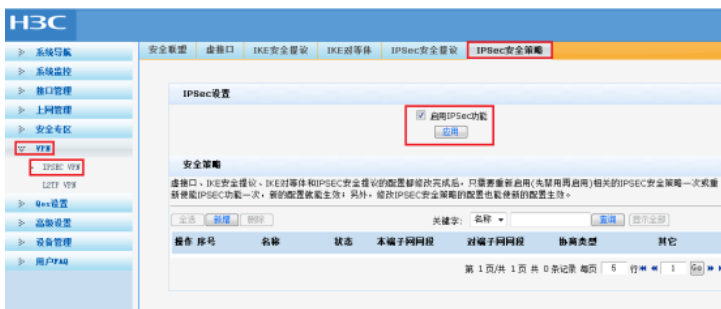 H3C
系统导航
系统监控
接口管理
上网管理
安全专区
VPN
IPSEC VPN
L2TP VPN
QoS设置
高级设置
设备管理
用户FAQ
安全联盟 虚接口 IKE安全提议 IKE对等体 IPSec安全提议 IPSec安全策略
IPSec设置
启用IPSec功能
应用
安全策略
虚接口、IKE安全提议、IKE对等体和IPSEC安全提议的配置都修改完成后，只需要重新启用(先禁用再启用)相关的IPSEC安全策略一次或重
新使能IPSEC功能一次，新的配置就能生效；另外，修改IPSEC安全策略的配置也能使新的配置生效。
全选 新增 删除 关键字: 名称 查询 显示全部
操作 序号 名称 状态 本端子网网段 对端子网网段 协商类型 其它
第 1 页/共 1 页 共 0 条记录 每页 5 行 1 Go